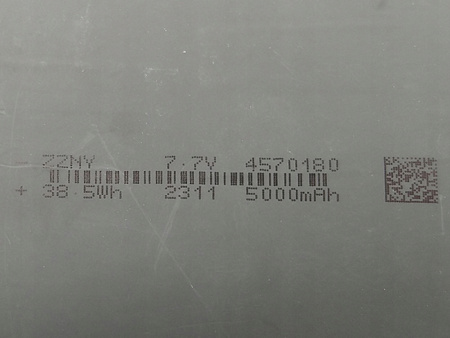 - ZZNY 7.7V 4570180
+ 38.5Wh 2311 5000mAh